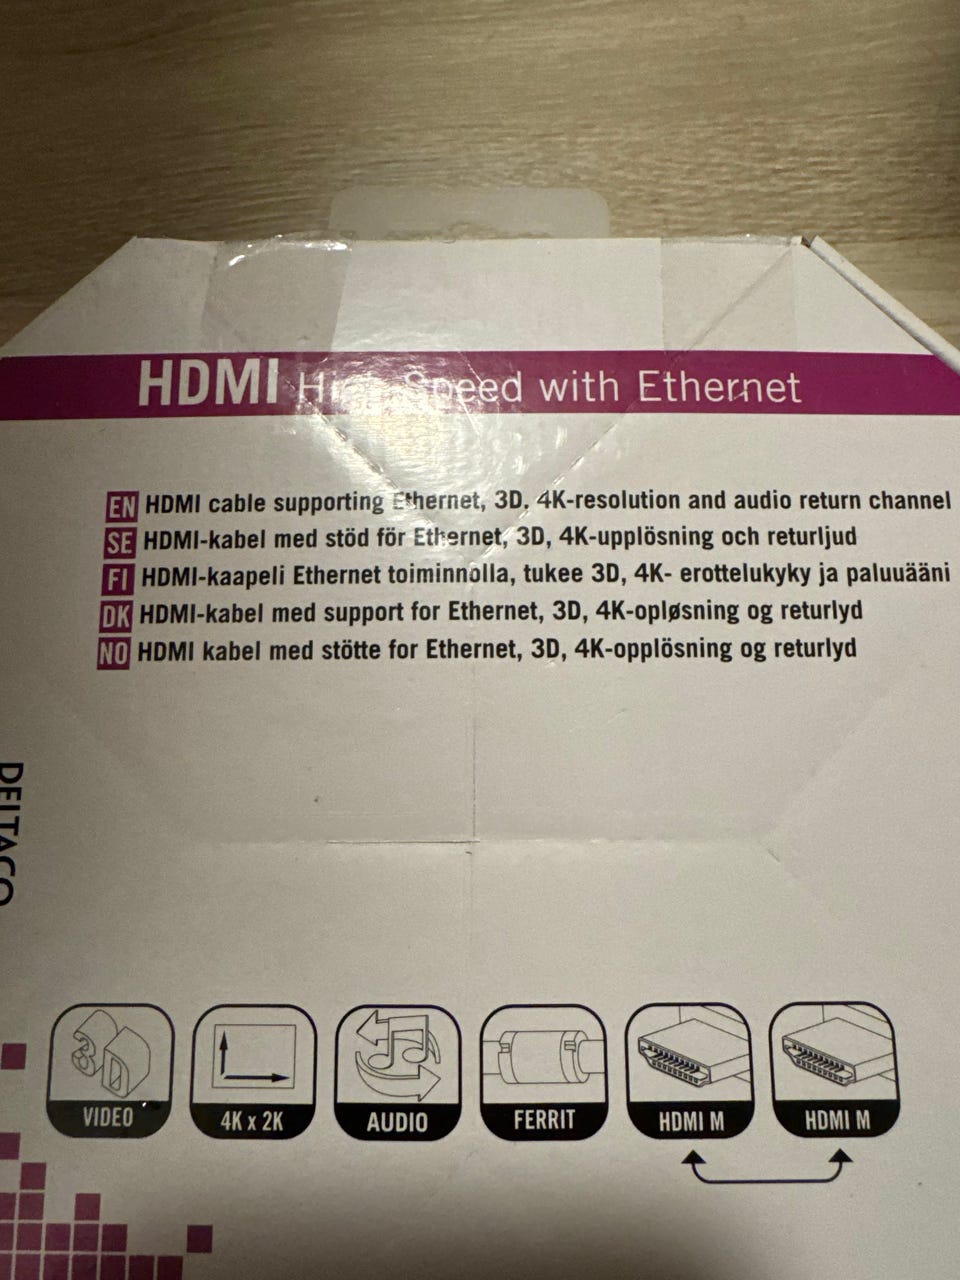 HDMI High Speed with Ethernet
EN HDMI cable supporting Ethernet, 3D, 4K-resolution and audio return channel
SE HDMI-kabel med stöd för Ethernet, 3D, 4K-upplösning och returljud
FI HDMI-kaapeli Ethernet toiminnolla, tukee 3D, 4K- erottelukyky ja paluuääni
DK HDMI-kabel med support for Ethernet, 3D, 4K-opløsning og returlyd
NO HDMI kabel med stötte for Ethernet, 3D, 4K-opplösning og returlyd
DELTACO
3D
VIDEO
4K x 2K
AUDIO
FERRIT
HDMI M
HDMI M